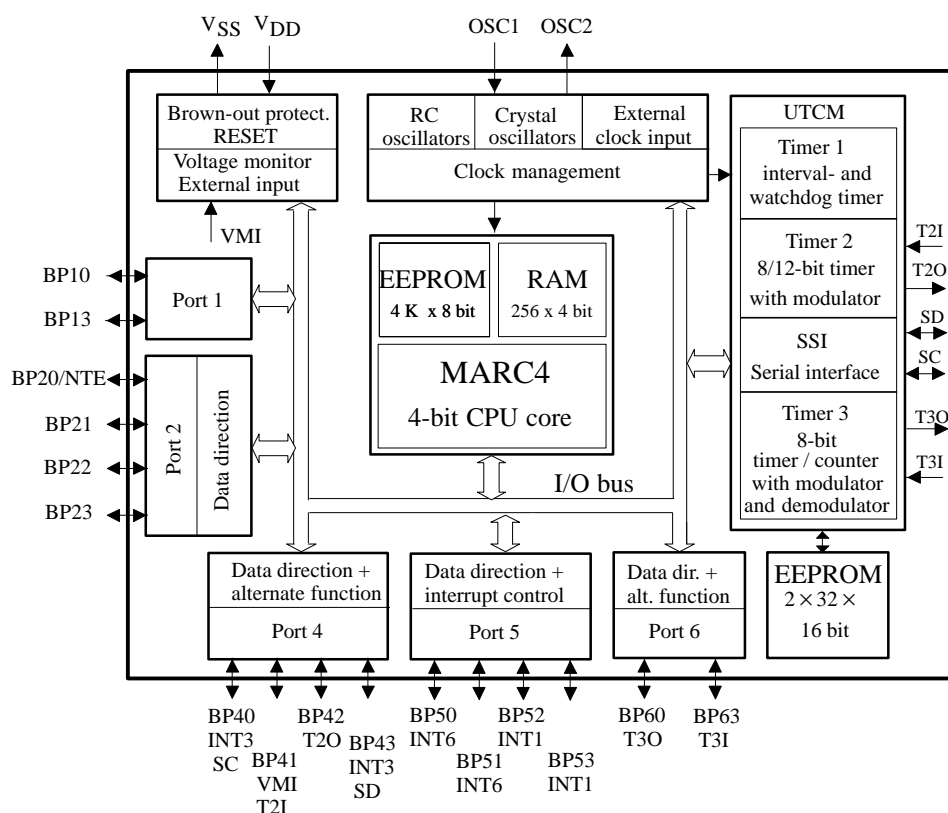 VSS
VDD
OSC1
OSC2
Brown-out protect.
RESET
Voltage monitor
External input
VMI
RC
oscillators
Crystal
oscillators
External
clock input
Clock management
UTCM
Timer 1
interval- and
watchdog timer
Timer 2
8/12-bit timer
with modulator
SSI
Serial interface
Timer 3
8-bit
timer / counter
with modulator
and demodulator
T2I
T2O
SD
SC
T3O
T3I
EEPROM
4 K x 8 bit
RAM
256 x 4 bit
MARC4
4-bit CPU core
I/O bus
BP10
BP13
Port 1
BP20/NTE
BP21
BP22
BP23
Port 2
Data direction
Data direction +
alternate function
Port 4
Data direction +
interrupt control
Port 5
Data dir. +
alt. function
Port 6
EEPROM
2 × 32 ×
16 bit
BP40
INT3
SC
BP41
VMI
T2I
BP42
T2O
BP43
INT3
SD
BP50
INT6
BP51
INT6
BP52
INT1
BP53
INT1
BP60
T3O
BP63
T3I